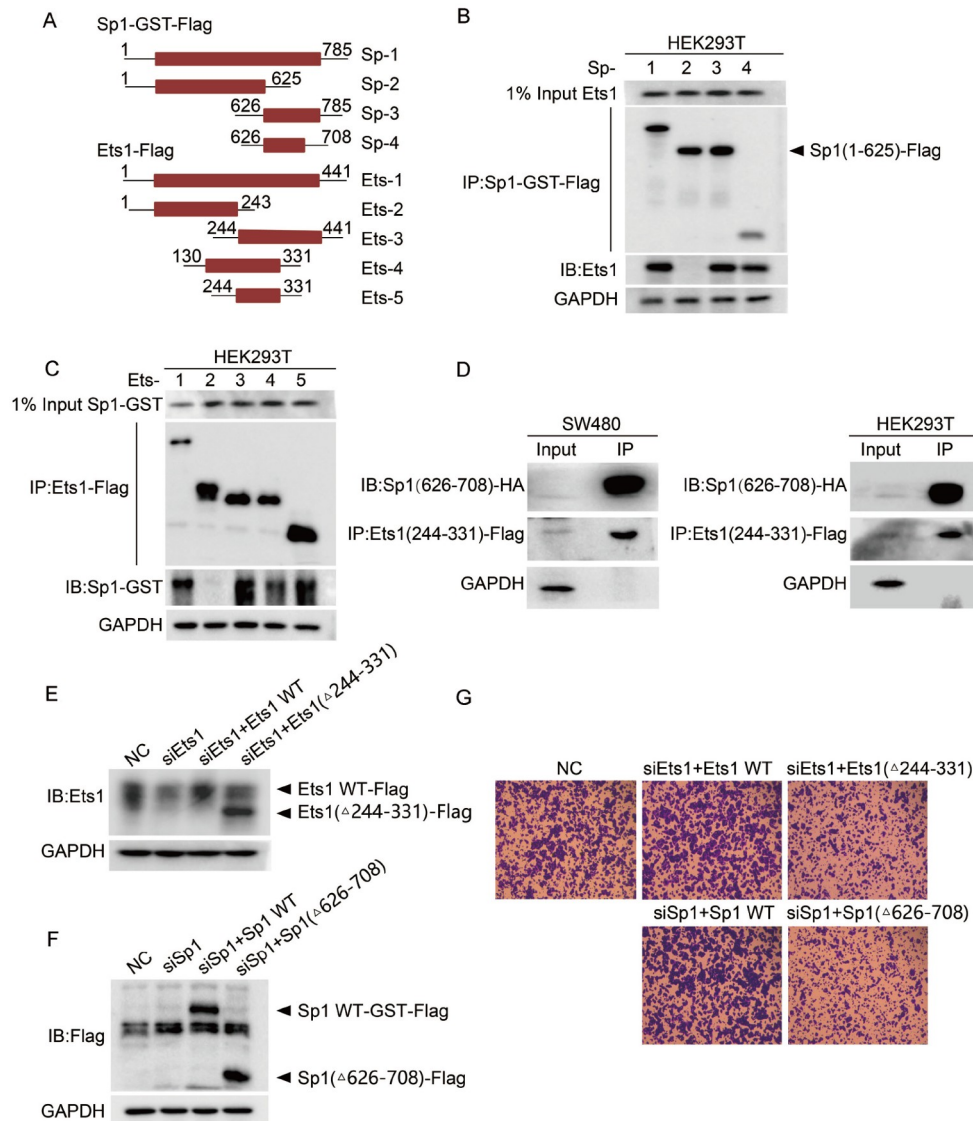 A
Sp1-GST-Flag
1 785 Sp-1
1 625 Sp-2
626 785 Sp-3
626 708 Sp-4
Ets1-Flag
1 441 Ets-1
1 243 Ets-2
244 441 Ets-3
130 331 Ets-4
244 331 Ets-5
B
HEK293T
Sp- 1 2 3 4
1% Input Ets1
IP:Sp1-GST-Flag
◄ Sp1(1-625)-Flag
IB:Ets1
GAPDH
C
HEK293T
Ets- 1 2 3 4 5
1% Input Sp1-GST
IP:Ets1-Flag
IB:Sp1-GST
GAPDH
D
SW480
Input IP
IB:Sp1(626-708)-HA
IP:Ets1(244-331)-Flag
GAPDH
HEK293T
Input IP
IB:Sp1(626-708)-HA
IP:Ets1(244-331)-Flag
GAPDH
E
NC
siEts1
siEts1+Ets1 WT
siEts1+Ets1(△244-331)
IB:Ets1
◄ Ets1 WT-Flag
◄ Ets1(△244-331)-Flag
GAPDH
F
NC
siSp1
siSp1+Sp1 WT
siSp1+Sp1(△626-708)
IB:Flag
◄ Sp1 WT-GST-Flag
◄ Sp1(△626-708)-Flag
GAPDH
G
NC
siEts1+Ets1 WT
siEts1+Ets1(△244-331)
siSp1+Sp1 WT
siSp1+Sp1(△626-708)